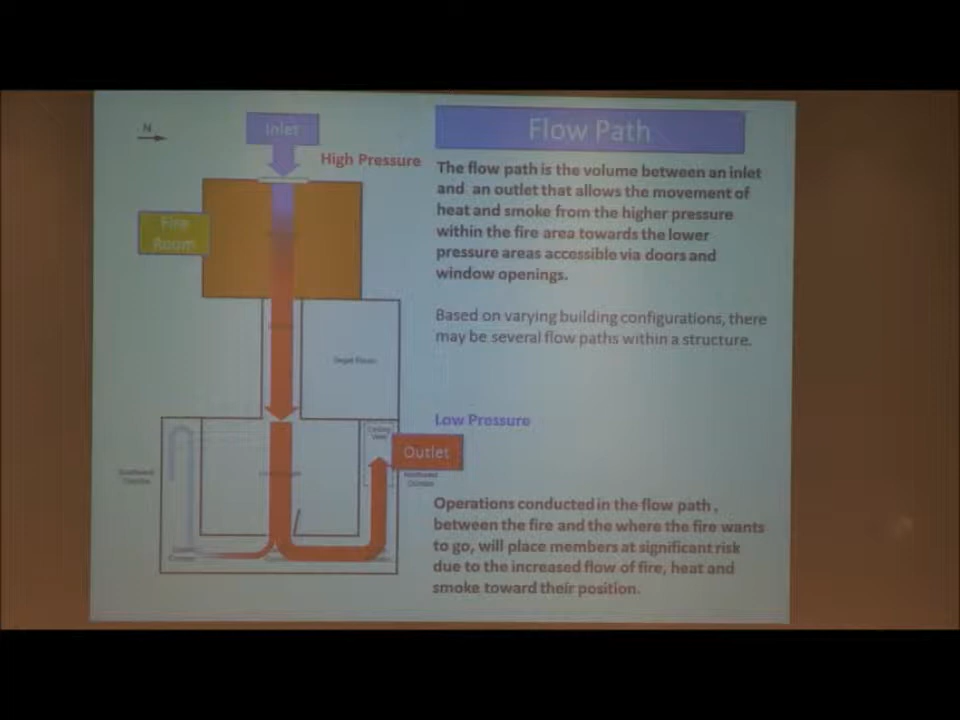 N
Inlet
Flow Path
High Pressure
The flow path is the volume between an inlet
and an outlet that allows the movement of
heat and smoke from the higher pressure
within the fire area towards the lower
pressure areas accessible via doors and
window openings.
Fire
Room
Based on varying building configurations, there
may be several flow paths within a structure.
Target Room
Low Pressure
Ceiling
Vent
Outlet
Operations conducted in the flow path,
between the fire and the where the fire wants
to go, will place members at significant risk
due to the increased flow of fire, heat and
smoke toward their position.